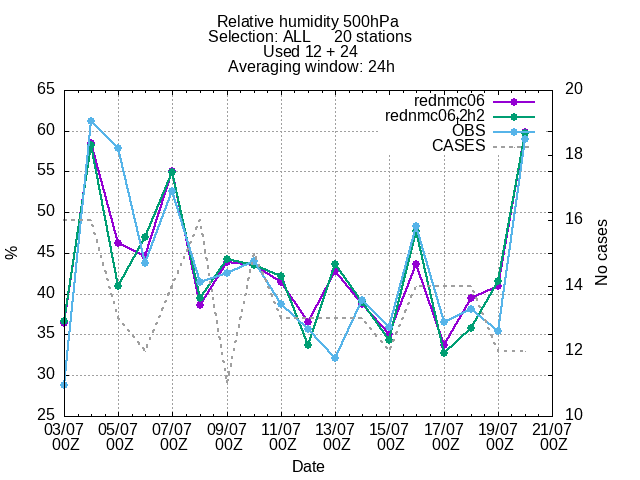 Relative humidity 500hPa
Selection: ALL 20 stations
Used 12 + 24
Averaging window: 24h
rednmc06
rednmc06,2h2
OBS
CASES
65
60
55
50
45
40
35
30
25
%
20
18
16
14
12
10
No cases
03/07 05/07 07/07 09/07 11/07 13/07 15/07 17/07 19/07 21/07
00Z 00Z 00Z 00Z 00Z 00Z 00Z 00Z 00Z 00Z
Date